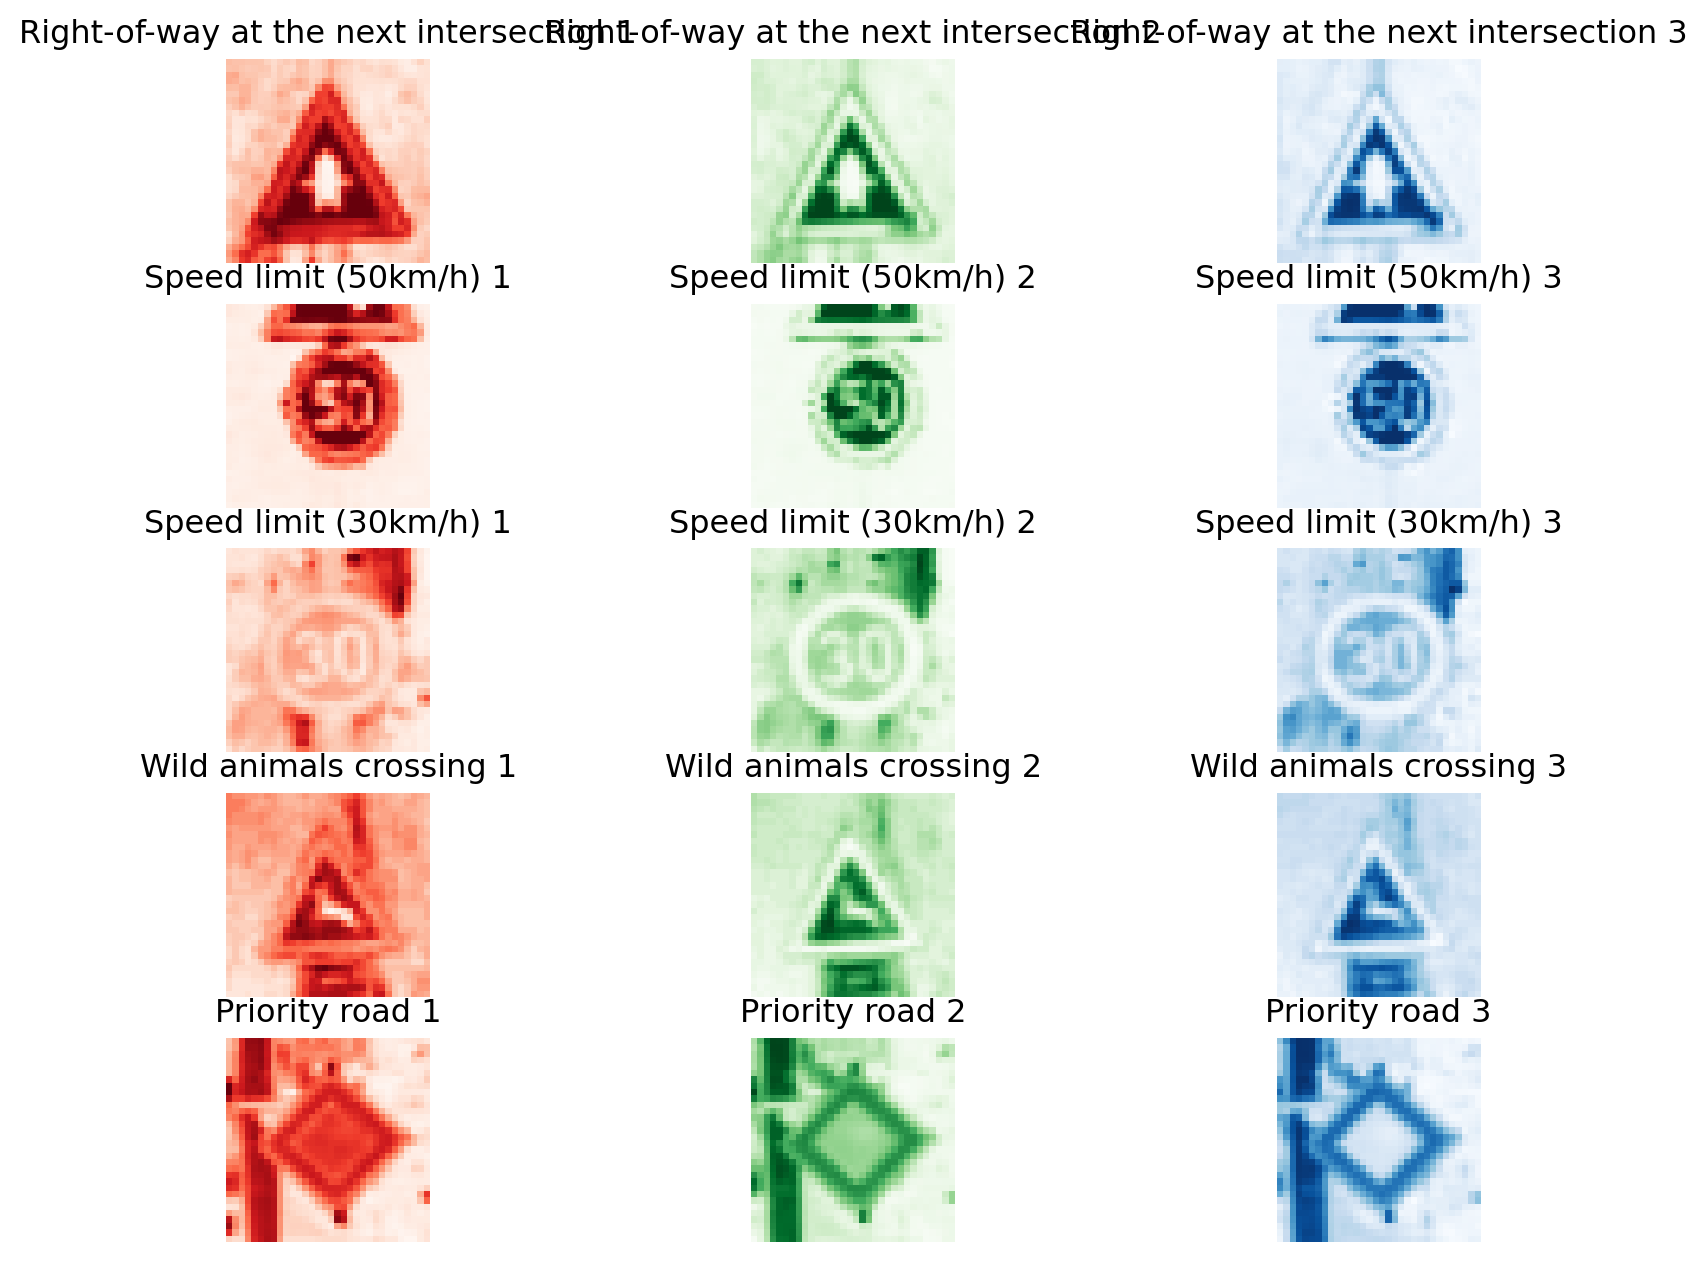 Right-of-way at the next intersection 1
Right-of-way at the next intersection 2
Right-of-way at the next intersection 3
Speed limit (50km/h) 1
Speed limit (50km/h) 2
Speed limit (50km/h) 3
Speed limit (30km/h) 1
Speed limit (30km/h) 2
Speed limit (30km/h) 3
30
30
30
Wild animals crossing 1
Wild animals crossing 2
Wild animals crossing 3
Priority road 1
Priority road 2
Priority road 3